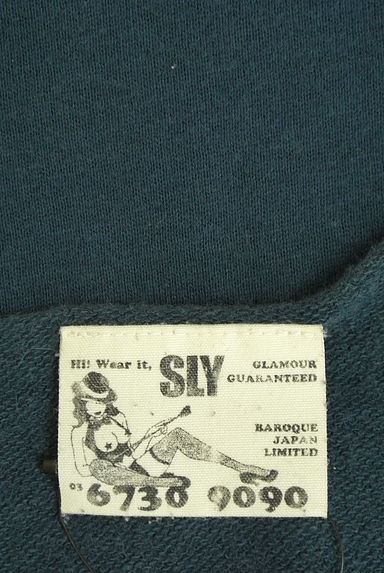 Hi! Wear it, SLY
GLAMOUR
GUARANTEED
BAROQUE
JAPAN
LIMITED
03 6730 9090